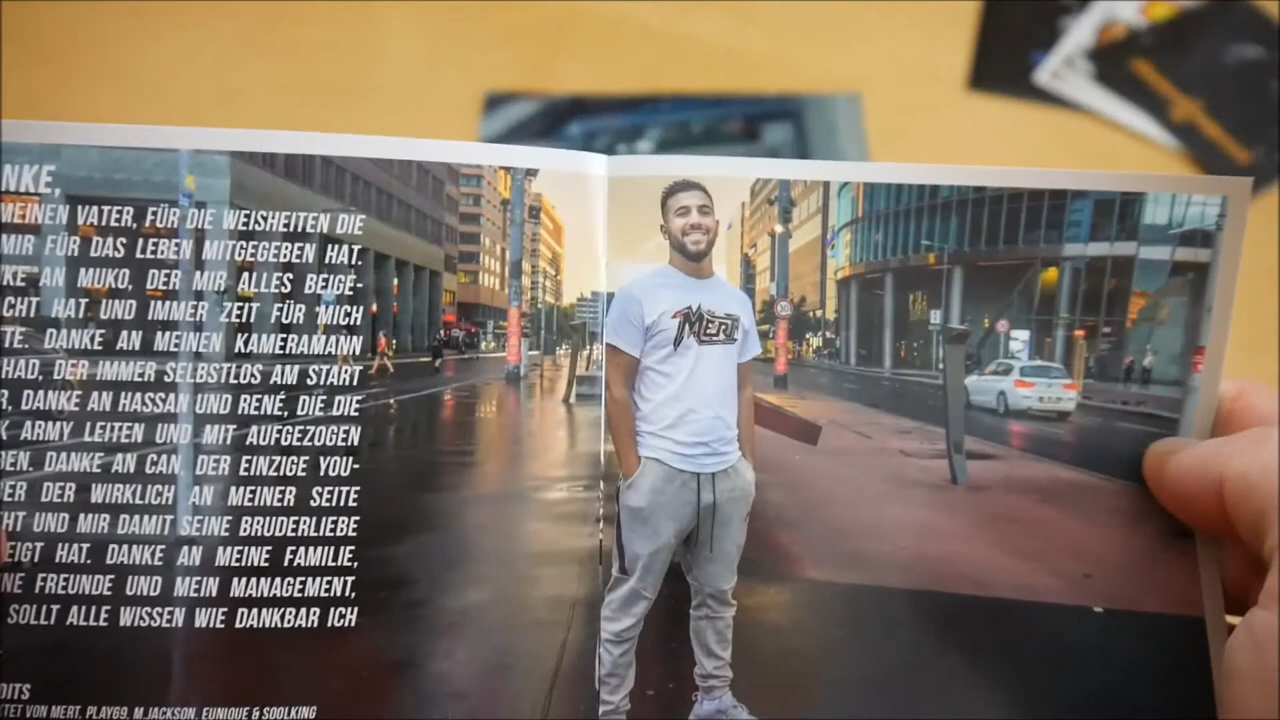 NKE,
MEINEN VATER, FÜR DIE WEISHEITEN DIE
MIR FÜR DAS LEBEN MITGEGEBEN HAT.
KE AN MUKO, DER MIR ALLES BEIGE-
CHT HAT UND IMMER ZEIT FÜR MICH
TE. DANKE AN MEINEN KAMERAMANN
HAD, DER IMMER SELBSTLOS AM START
R, DANKE AN HASSAN UND RENÉ, DIE DIE
K ARMY LEITEN UND MIT AUFGEZOGEN
EN. DANKE AN CAN, DER EINZIGE YOU-
ER DER WIRKLICH AN MEINER SEITE
HT UND MIR DAMIT SEINE BRUDERLIEBE
EIGT HAT. DANKE AN MEINE FAMILIE,
NE FREUNDE UND MEIN MANAGEMENT,
SOLLT ALLE WISSEN WIE DANKBAR ICH
DITS
TET VON MERT, PLAY69, M.JACKSON, EUNIQUE & SOOLKING
MERT
30